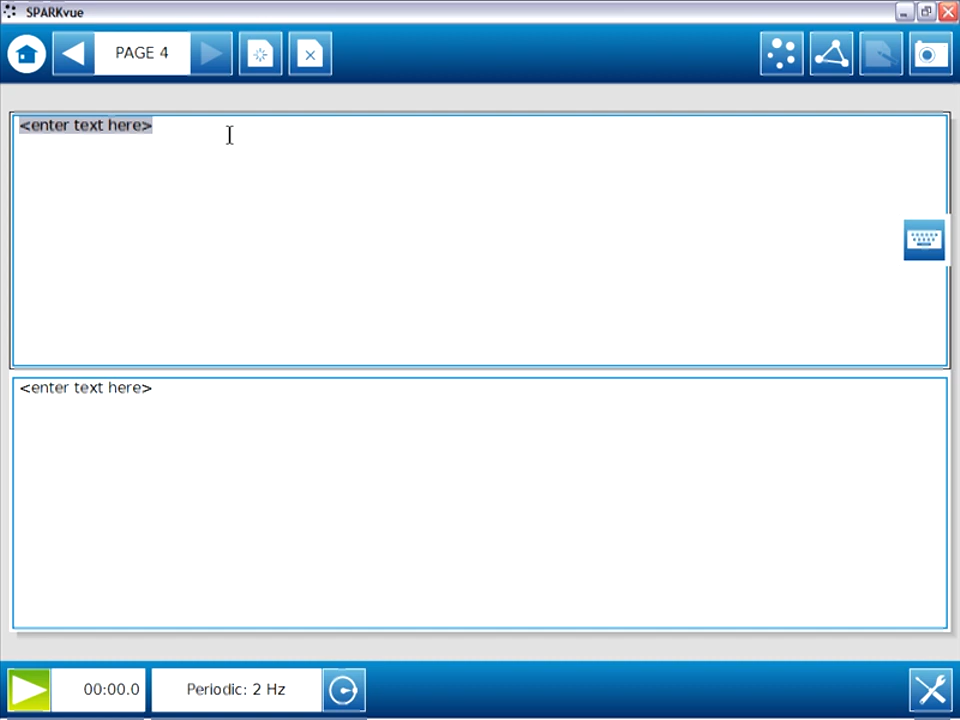 SPARKvue
PAGE 4
<enter text here>
<enter text here>
00:00.0
Periodic: 2 Hz